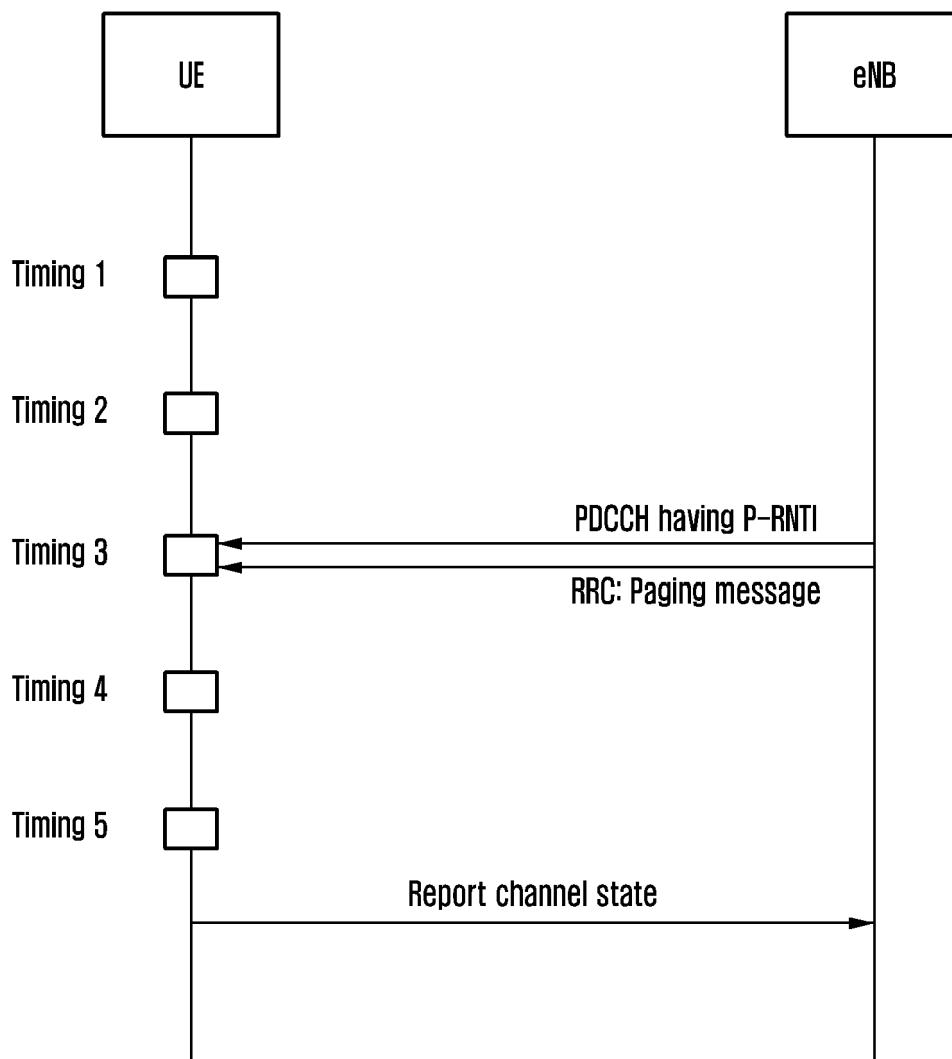 UE
eNB
Timing 1
Timing 2
PDCCH having P-RNTI
Timing 3
RRC: Paging message
Timing 4
Timing 5
Report channel state